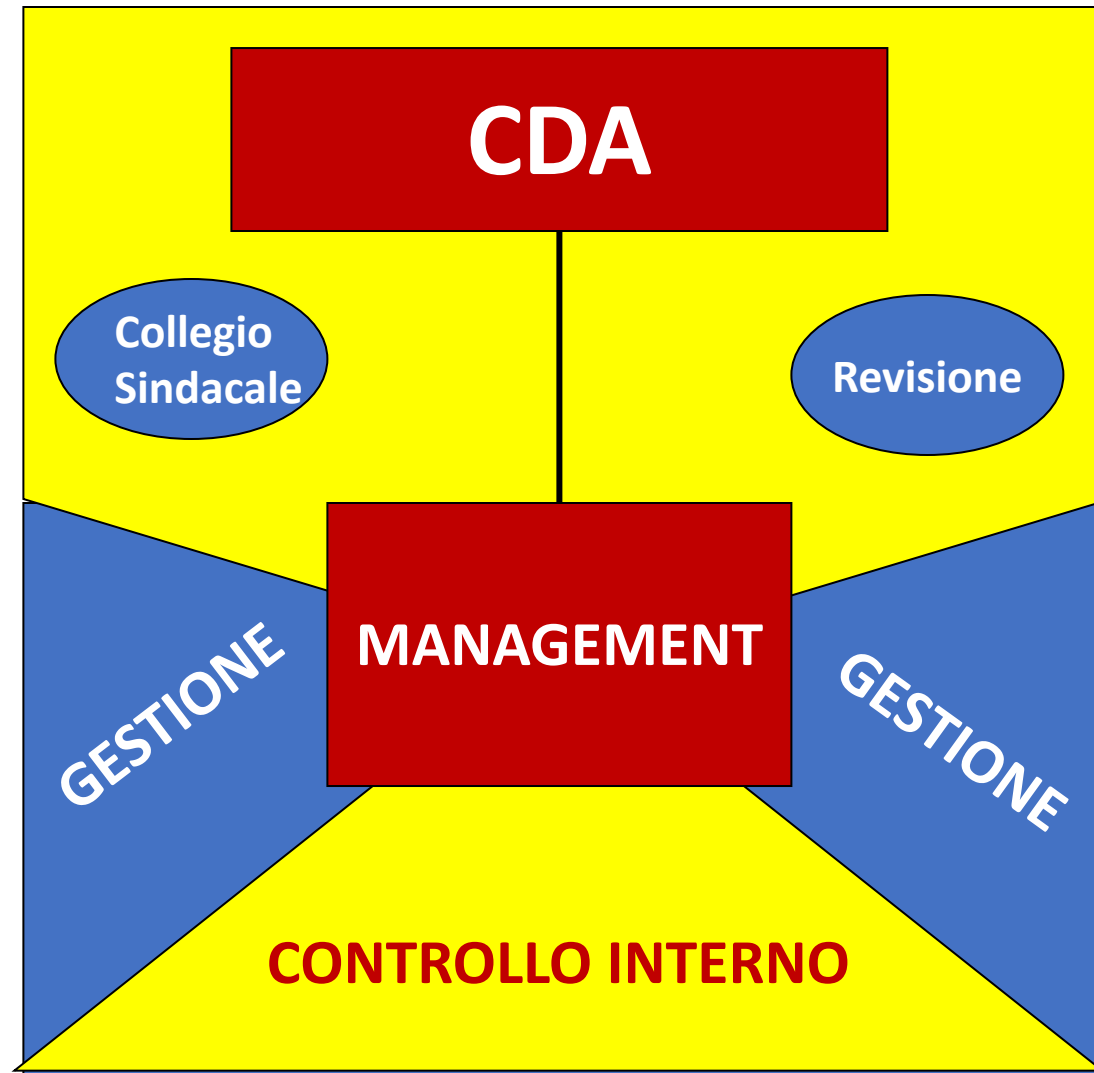 CDA
Collegio
Sindacale
Revisione
MANAGEMENT
GESTIONE
GESTIONE
CONTROLLO INTERNO